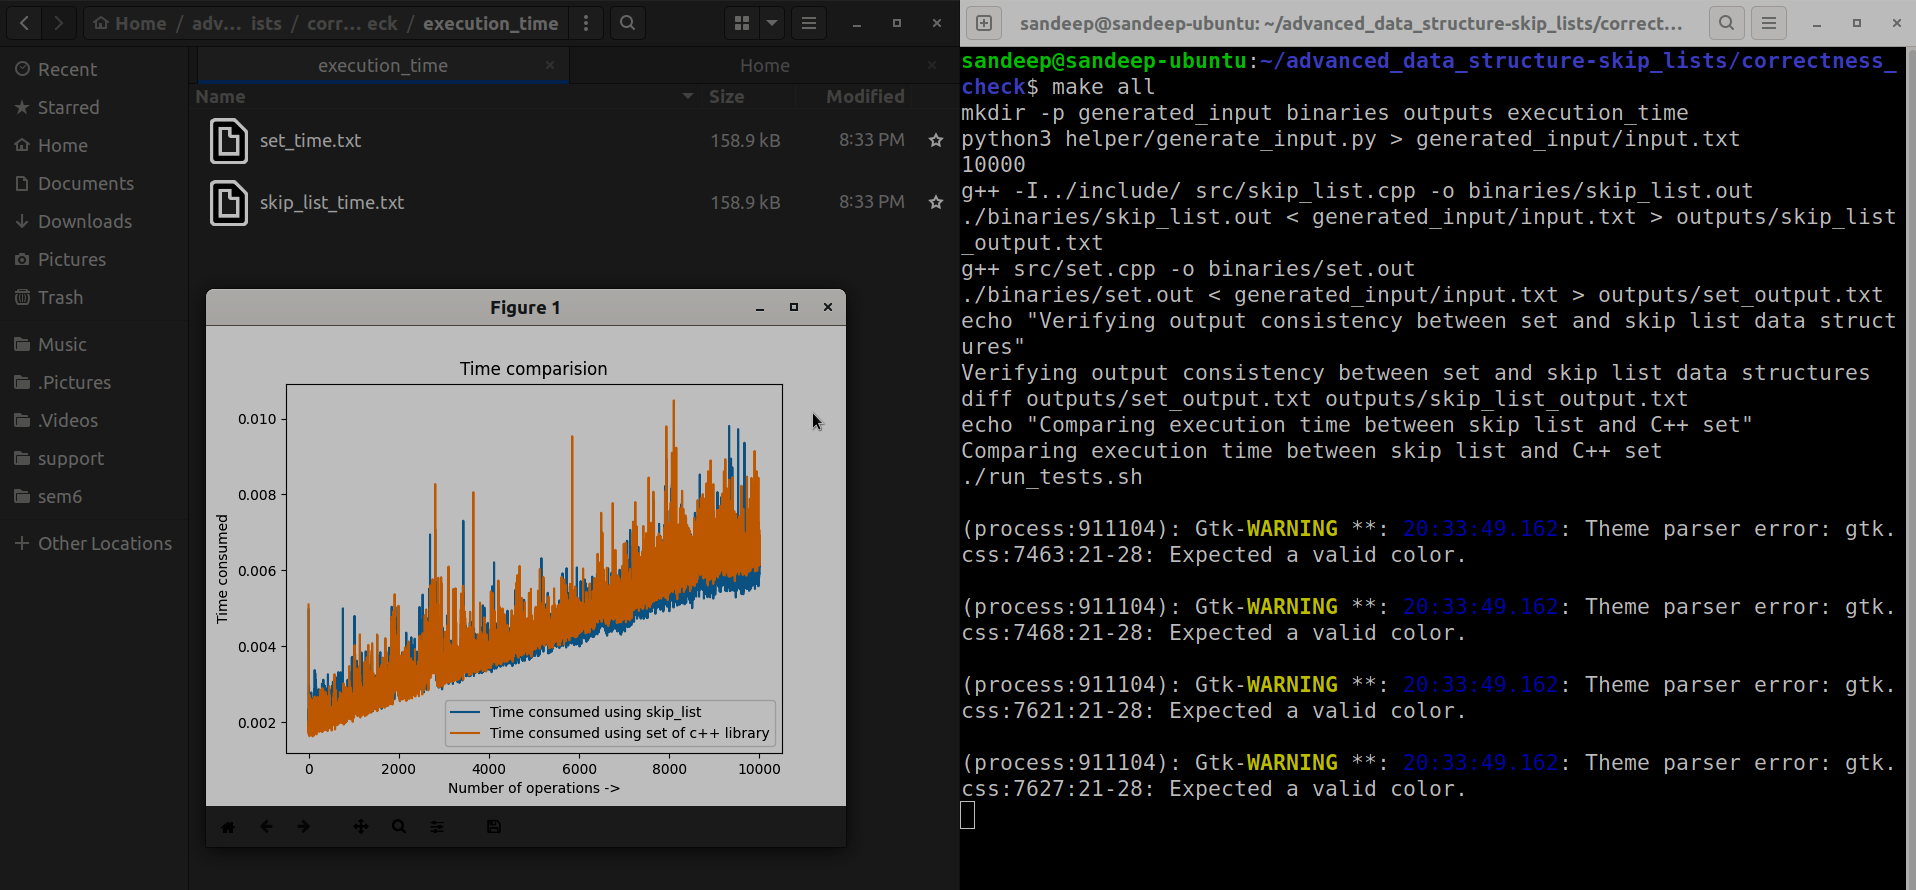 Home / adv... ists / corr... eck / execution_time
execution_time
Home
Recent
Starred
Home
Documents
Downloads
Pictures
Trash
Music
.Pictures
.Videos
support
sem6
Other Locations
Name Size Modified
set_time.txt 158.9 kB 8:33 PM
skip_list_time.txt 158.9 kB 8:33 PM
Figure 1
Time comparision
Time consumed
0.010
0.008
0.006
0.004
0.002
Time consumed using skip_list
Time consumed using set of c++ library
0 2000 4000 6000 8000 10000
Number of operations ->
sandeep@sandeep-ubuntu: ~/advanced_data_structure-skip_lists/correct...
sandeep@sandeep-ubuntu:~/advanced_data_structure-skip_lists/correctness_
check$ make all
mkdir -p generated_input binaries outputs execution_time
python3 helper/generate_input.py > generated_input/input.txt
10000
g++ -I../include/ src/skip_list.cpp -o binaries/skip_list.out
./binaries/skip_list.out < generated_input/input.txt > outputs/skip_list
_output.txt
g++ src/set.cpp -o binaries/set.out
./binaries/set.out < generated_input/input.txt > outputs/set_output.txt
echo "Verifying output consistency between set and skip list data struct
ures"
Verifying output consistency between set and skip list data structures
diff outputs/set_output.txt outputs/skip_list_output.txt
echo "Comparing execution time between skip list and C++ set"
Comparing execution time between skip list and C++ set
./run_tests.sh
(process:911104): Gtk-WARNING **: 20:33:49.162: Theme parser error: gtk.
css:7463:21-28: Expected a valid color.
(process:911104): Gtk-WARNING **: 20:33:49.162: Theme parser error: gtk.
css:7468:21-28: Expected a valid color.
(process:911104): Gtk-WARNING **: 20:33:49.162: Theme parser error: gtk.
css:7621:21-28: Expected a valid color.
(process:911104): Gtk-WARNING **: 20:33:49.162: Theme parser error: gtk.
css:7627:21-28: Expected a valid color.